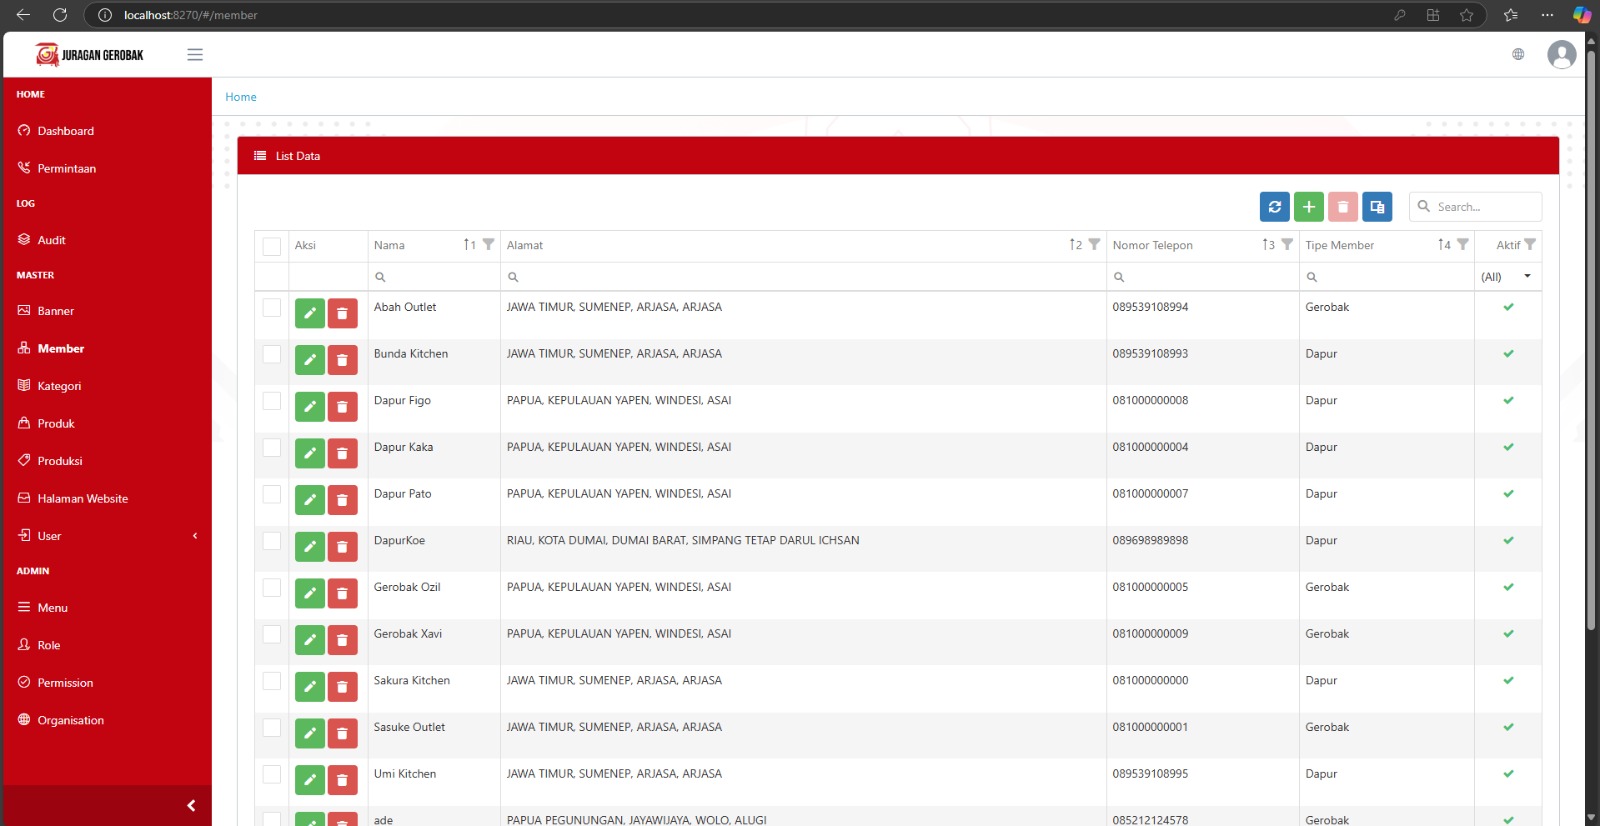 localhost:8270/#/member
JURAGAN GEROBAK
HOME
Dashboard
Permintaan
LOG
Audit
MASTER
Banner
Member
Kategori
Produk
Produksi
Halaman Website
User
ADMIN
Menu
Role
Permission
Organisation
Home
List Data
Search...
Aksi Nama 1 Alamat 2 Nomor Telepon 3 Tipe Member 4 Aktif
(All)
Abah Outlet JAWA TIMUR, SUMENEP, ARJASA, ARJASA 089539108994 Gerobak
Bunda Kitchen JAWA TIMUR, SUMENEP, ARJASA, ARJASA 089539108993 Dapur
Dapur Figo PAPUA, KEPULAUAN YAPEN, WINDESI, ASAI 081000000008 Dapur
Dapur Kaka PAPUA, KEPULAUAN YAPEN, WINDESI, ASAI 081000000004 Dapur
Dapur Pato PAPUA, KEPULAUAN YAPEN, WINDESI, ASAI 081000000007 Dapur
DapurKoe RIAU, KOTA DUMAI, DUMAI BARAT, SIMPANG TETAP DARUL ICHSAN 089698989898 Dapur
Gerobak Ozil PAPUA, KEPULAUAN YAPEN, WINDESI, ASAI 081000000005 Gerobak
Gerobak Xavi PAPUA, KEPULAUAN YAPEN, WINDESI, ASAI 081000000009 Gerobak
Sakura Kitchen JAWA TIMUR, SUMENEP, ARJASA, ARJASA 081000000000 Dapur
Sasuke Outlet JAWA TIMUR, SUMENEP, ARJASA, ARJASA 081000000001 Gerobak
Umi Kitchen JAWA TIMUR, SUMENEP, ARJASA, ARJASA 089539108995 Dapur
ade PAPUA PEGUNUNGAN, JAYAWIJAYA, WOLO, ALUGI 085212124578 Gerobak